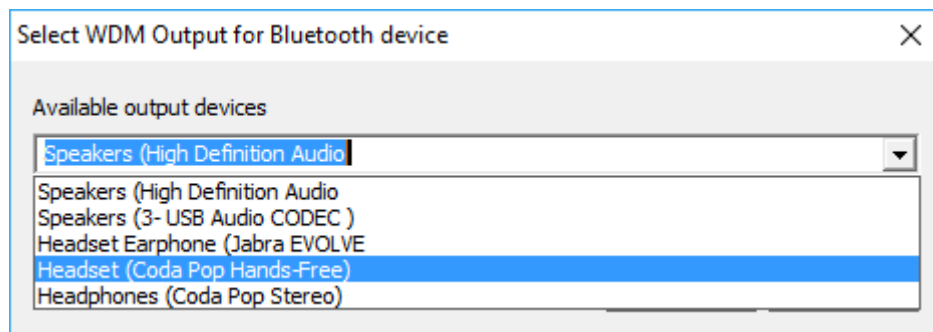 Select WDM Output for Bluetooth device
Available output devices
Speakers (High Definition Audio
Speakers (High Definition Audio
Speakers (3- USB Audio CODEC )
Headset Earphone (Jabra EVOLVE
Headset (Coda Pop Hands-Free)
Headphones (Coda Pop Stereo)